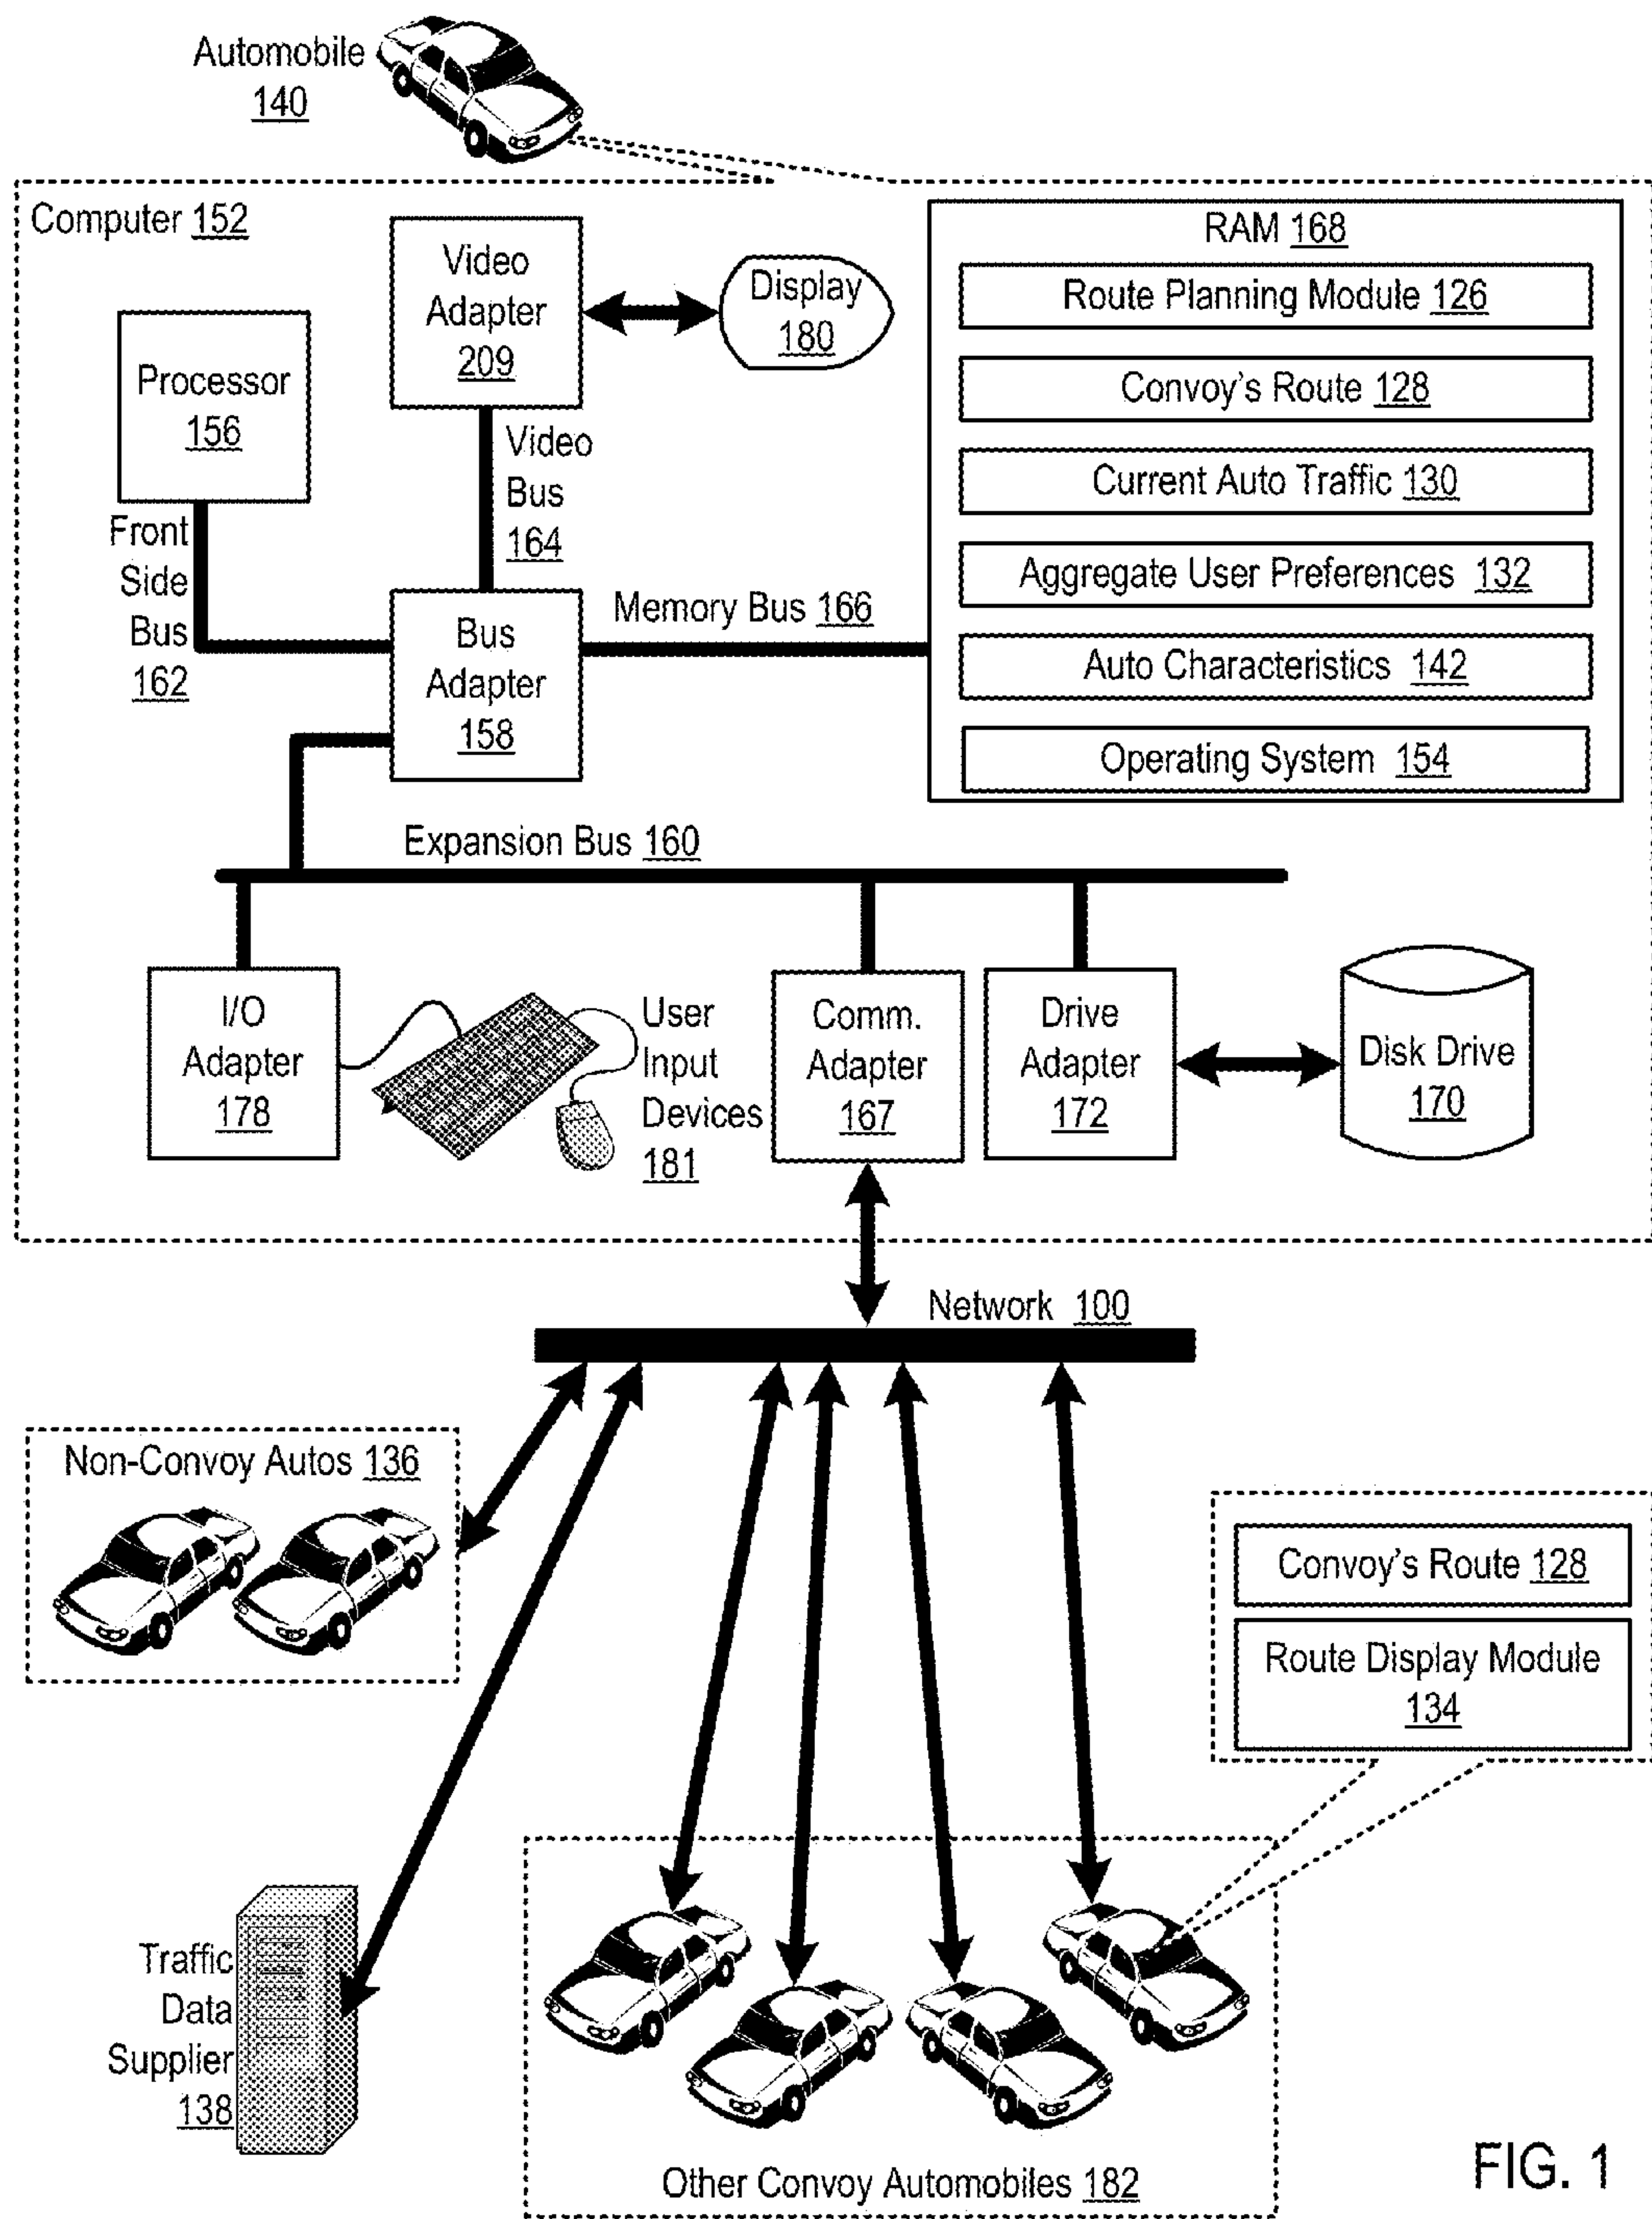 Automobile
140
Computer 152
Video
Adapter
209
Display
180
Processor
156
Video
Bus
164
Front
Side
Bus
162
Bus
Adapter
158
Memory Bus 166
RAM 168
Route Planning Module 126
Convoy's Route 128
Current Auto Traffic 130
Aggregate User Preferences 132
Auto Characteristics 142
Operating System 154
Expansion Bus 160
I/O
Adapter
178
User
Input
Devices
181
Comm.
Adapter
167
Drive
Adapter
172
Disk Drive
170
Network 100
Non-Convoy Autos 136
Convoy's Route 128
Route Display Module
134
Traffic
Data
Supplier
138
Other Convoy Automobiles 182
FIG. 1